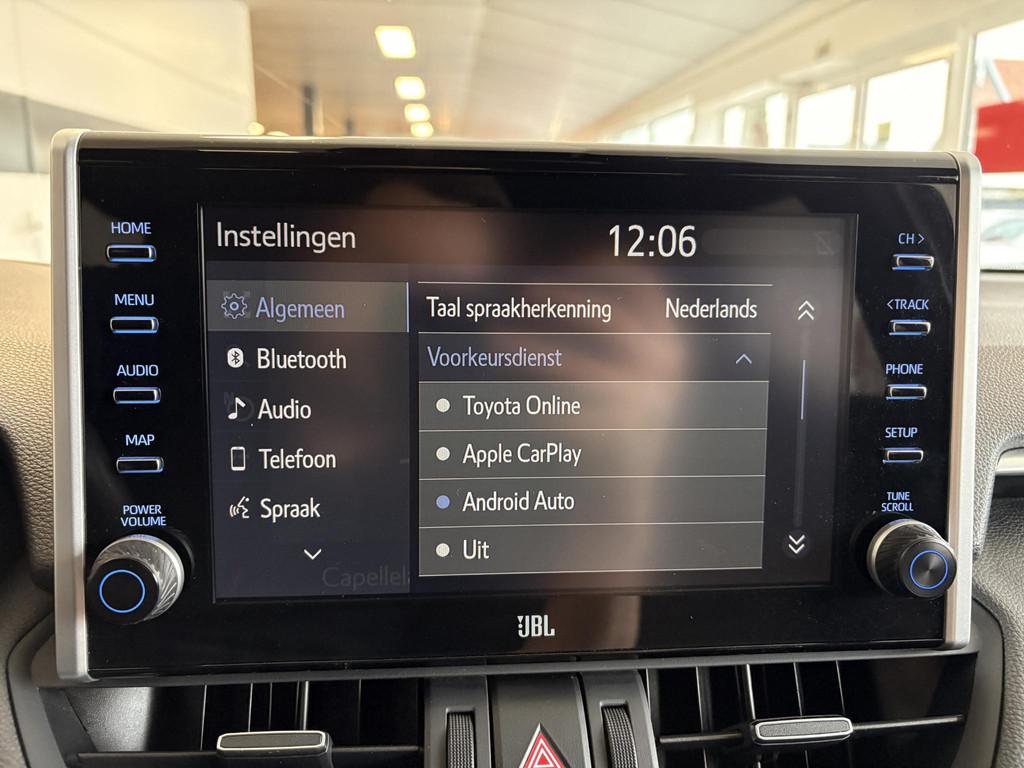 HOME
MENU
AUDIO
MAP
POWER
VOLUME
Instellingen
12:06
Algemeen
Bluetooth
Audio
Telefoon
Spraak
Taal spraakherkenning Nederlands
Voorkeursdienst
Toyota Online
Apple CarPlay
Android Auto
Uit
CH >
<TRACK
PHONE
SETUP
TUNE
SCROLL
JBL